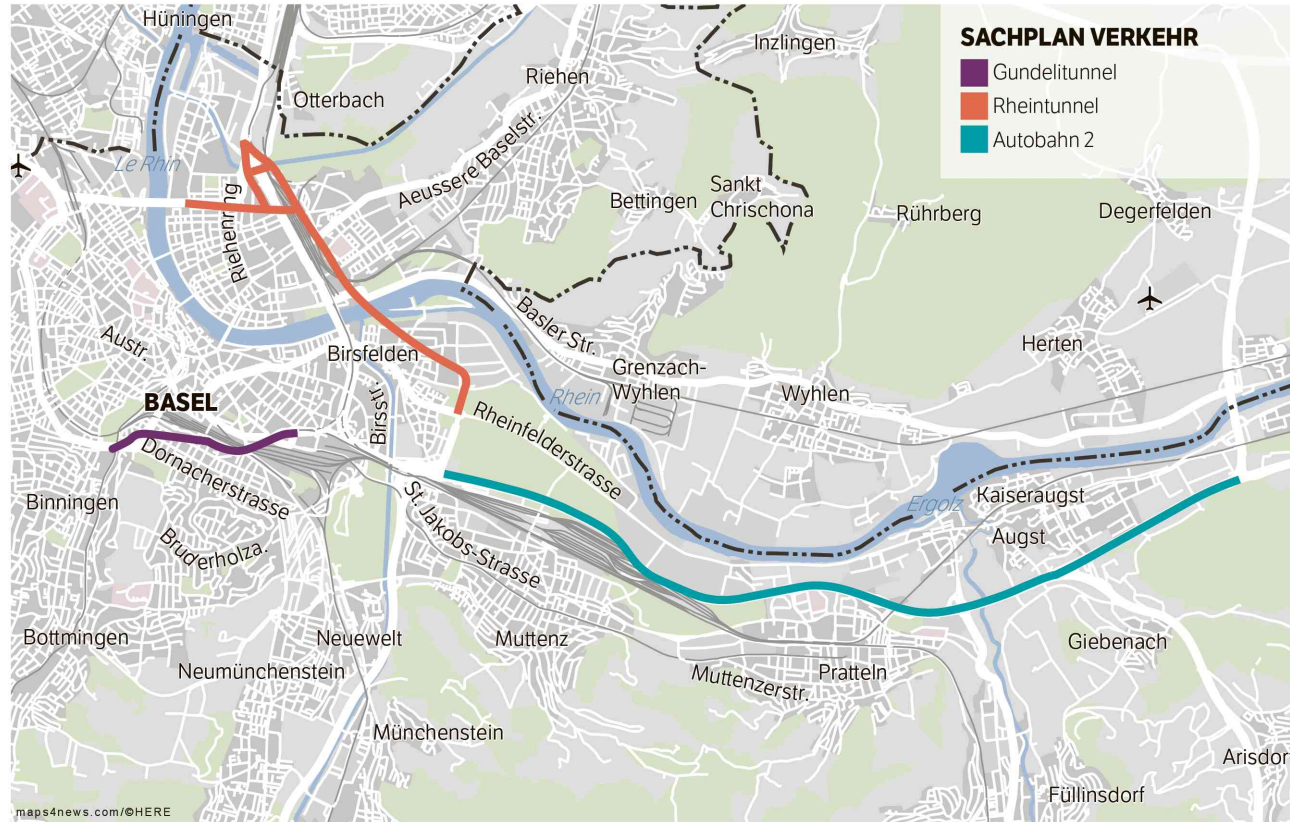 SACHPLAN VERKEHR
Gundelitunnel
Rheintunnel
Autobahn 2
Hüningen
Inzlingen
Riehen
Otterbach
Aeussere Baselstr.
Le Rhin
Riehenring
Bettingen
Sankt
Chrischona
Rührberg
Degerfelden
Basler Str.
Austr.
Birsfelden
Herten
Grenzach-
Wyhlen
Wyhlen
Rhein
BASEL
Birsstr.
Rheinfelderstrasse
Dornacherstrasse
Binningen
St. Jakobs-Strasse
Kaiseraugst
Ergolz
Augst
Bruderholza.
Bottmingen
Neuewelt
Muttenz
Giebenach
Neumünchenstein
Muttenzerstr.
Pratteln
Münchenstein
Arisdor
Füllinsdorf
maps4news.com/©HERE